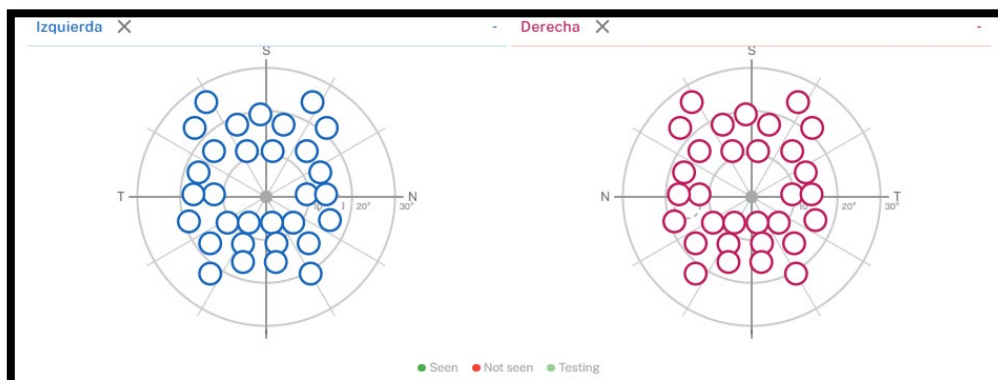 Izquierda -
Derecha -
S
T N
20° 30°
I
S
N T
20° 30°
I
Seen Not seen Testing